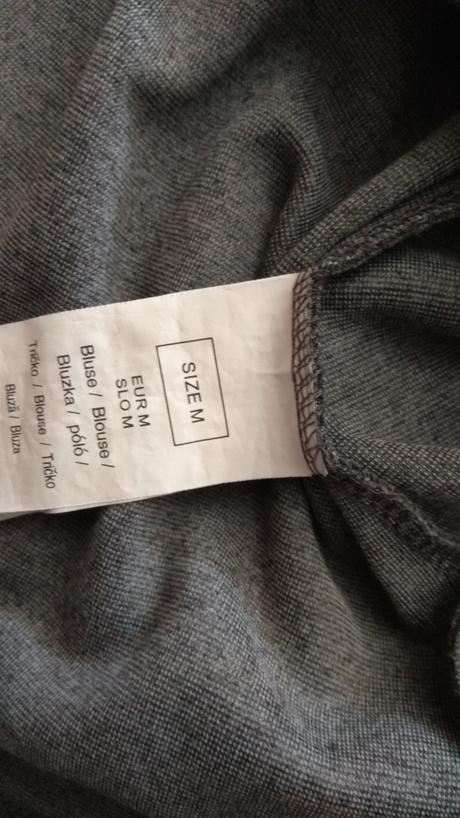 SIZE M
EUR M
SLO M
Bluse / Blouse /
Bluzka / póló /
Tričko / Blouse / Tričko
Bluză / Bluza